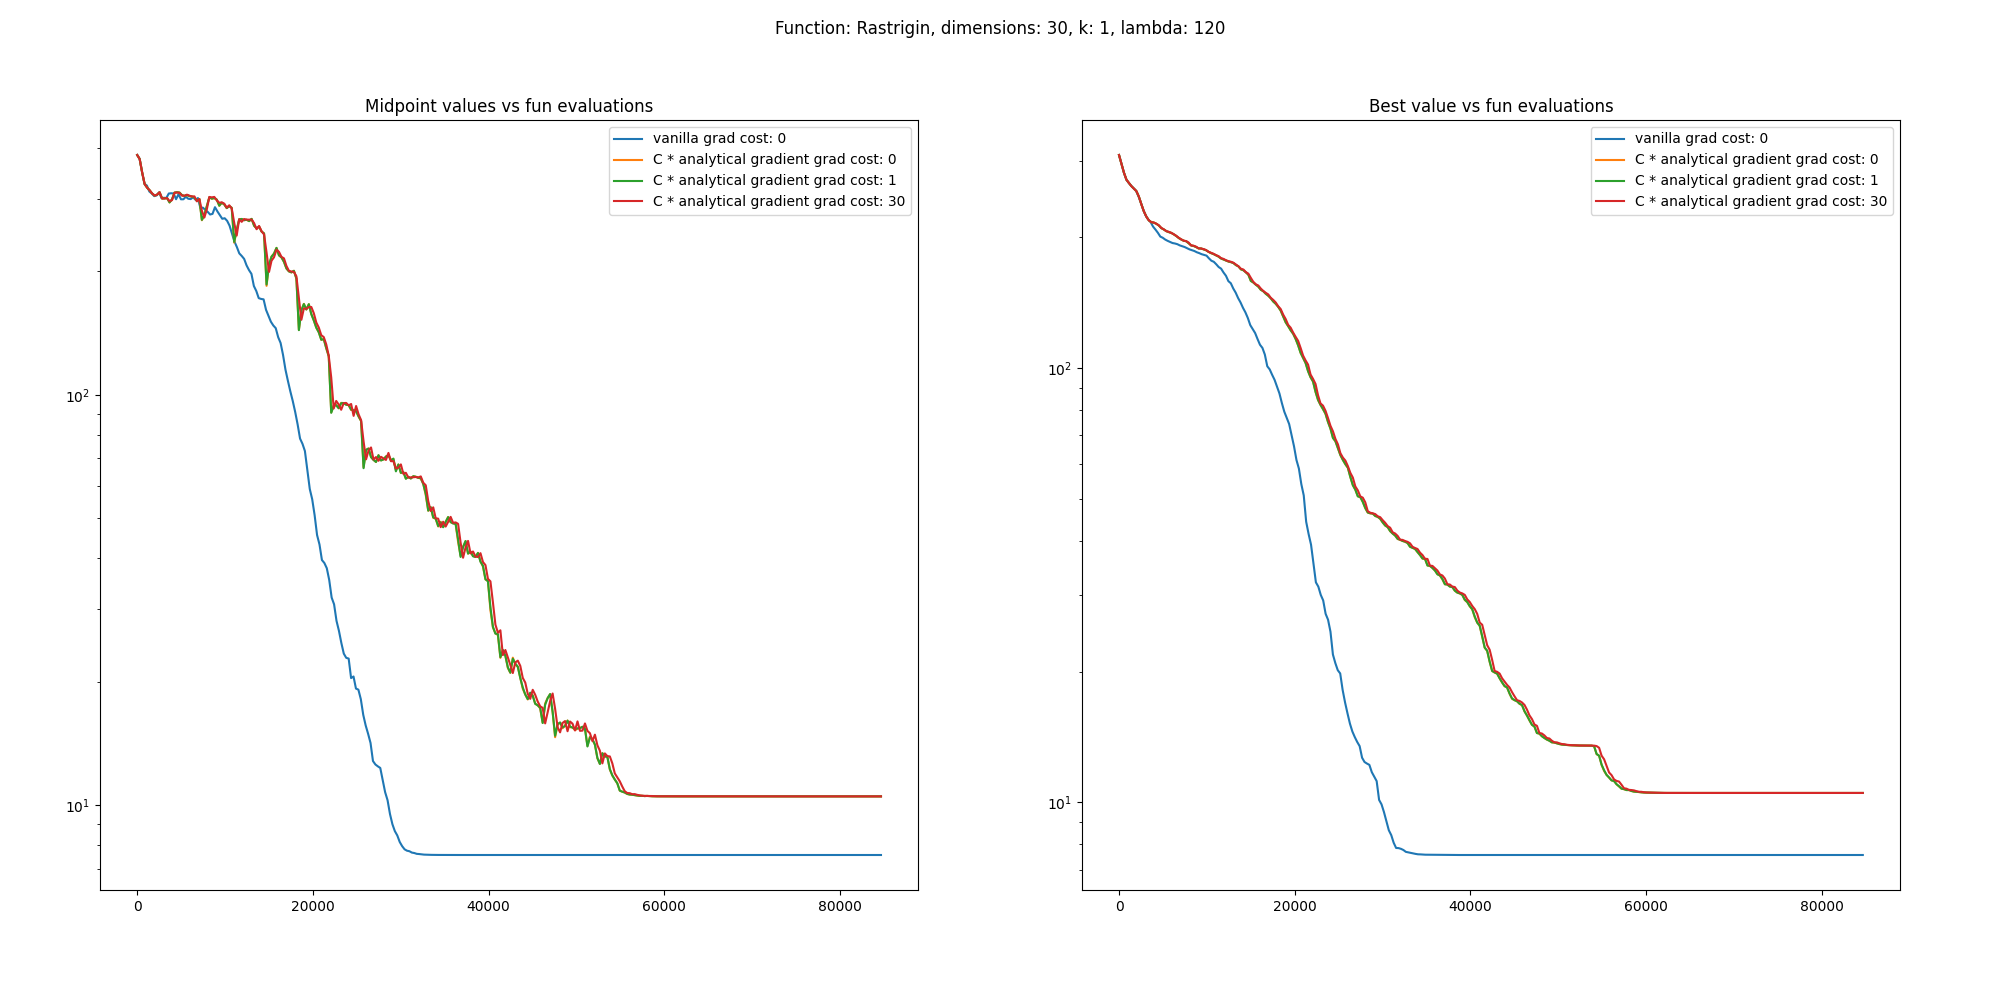 Function: Rastrigin, dimensions: 30, k: 1, lambda: 120
Midpoint values vs fun evaluations
vanilla grad cost: 0
C * analytical gradient grad cost: 0
C * analytical gradient grad cost: 1
C * analytical gradient grad cost: 30
10²
10¹
0 20000 40000 60000 80000
Best value vs fun evaluations
vanilla grad cost: 0
C * analytical gradient grad cost: 0
C * analytical gradient grad cost: 1
C * analytical gradient grad cost: 30
10²
10¹
0 20000 40000 60000 80000